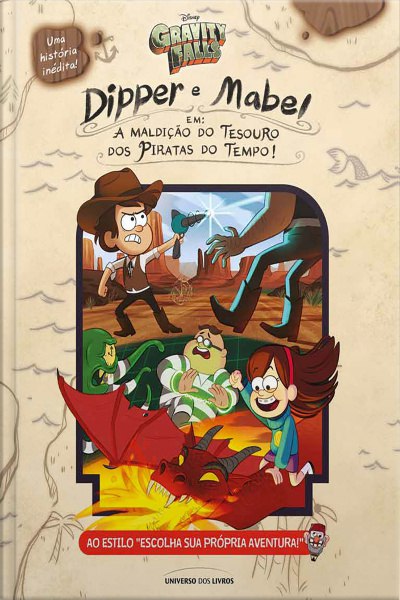 Uma
história
inédita!
Disney
GRAVITY
FALLS
Dipper e Mabel
EM:
A MALDIÇÃO DO TESOURO
DOS PIRATAS DO TEMPO!
AO ESTILO "ESCOLHA SUA PRÓPRIA AVENTURA!"
UNIVERSO DOS LIVROS